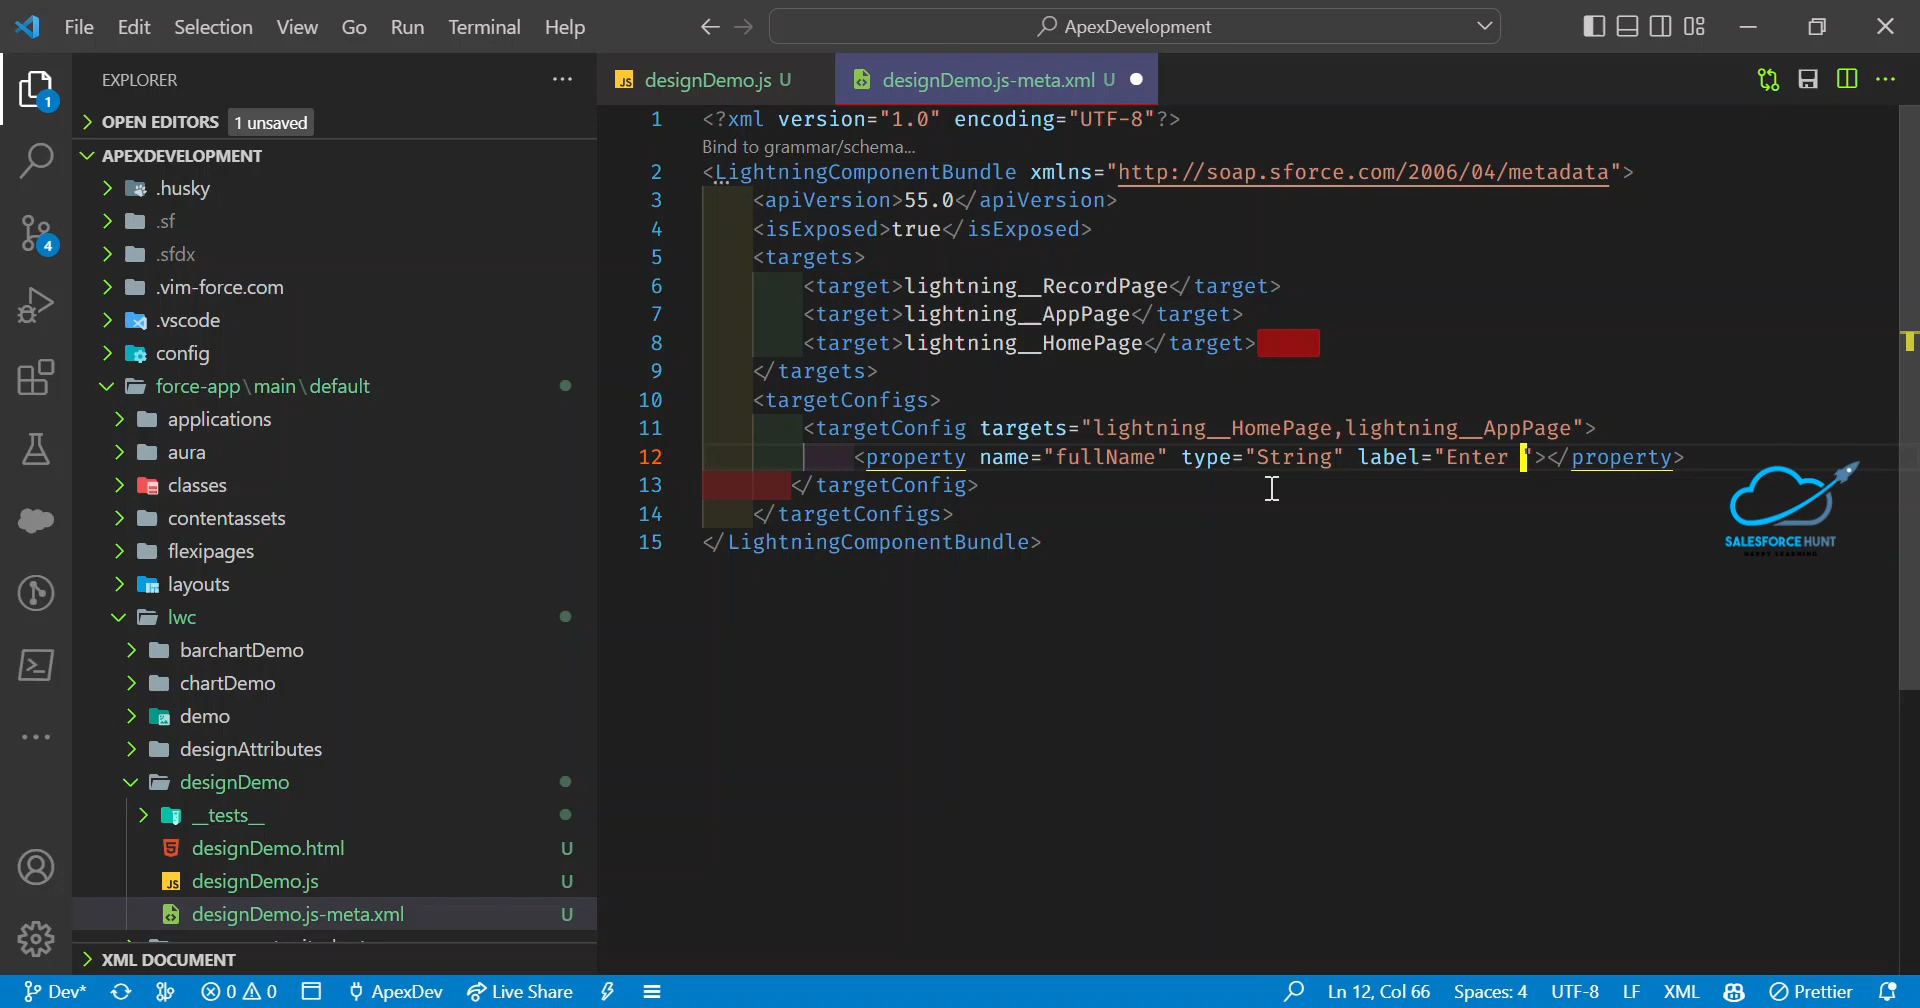 File Edit Selection View Go Run Terminal Help
ApexDevelopment
EXPLORER
OPEN EDITORS 1 unsaved
APEXDEVELOPMENT
.husky
.sf
.sfdx
.vim-force.com
.vscode
config
force-app\main\default
applications
aura
classes
contentassets
flexipages
layouts
lwc
barchartDemo
chartDemo
demo
designAttributes
designDemo
__tests__
designDemo.html U
designDemo.js U
designDemo.js-meta.xml U
XML DOCUMENT
1
4
designDemo.js U
designDemo.js-meta.xml U
1 <?xml version="1.0" encoding="UTF-8"?>
Bind to grammar/schema...
2 <LightningComponentBundle xmlns="http://soap.sforce.com/2006/04/metadata">
3 <apiVersion>55.0</apiVersion>
4 <isExposed>true</isExposed>
5 <targets>
6 <target>lightning__RecordPage</target>
7 <target>lightning__AppPage</target>
8 <target>lightning__HomePage</target>
9 </targets>
10 <targetConfigs>
11 <targetConfig targets="lightning__HomePage,lightning__AppPage">
12 <property name="fullName" type="String" label="Enter "></property>
13 </targetConfig>
14 </targetConfigs>
15 </LightningComponentBundle>
SALESFORCE HUNT
HAPPY LEARNING
Dev* 0 0 ApexDev Live Share Ln 12, Col 66 Spaces: 4 UTF-8 LF XML Prettier